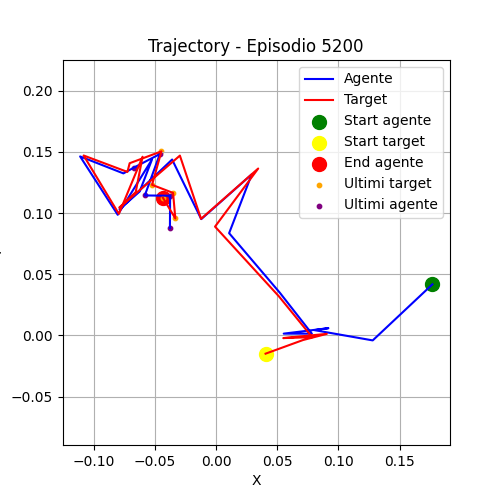 Trajectory - Episodio 5200
Agente
Target
Start agente
Start target
End agente
Ultimi target
Ultimi agente
0.20
0.15
0.10
0.05
0.00
−0.05
−0.10
−0.05
0.00
0.05
0.10
0.15
X